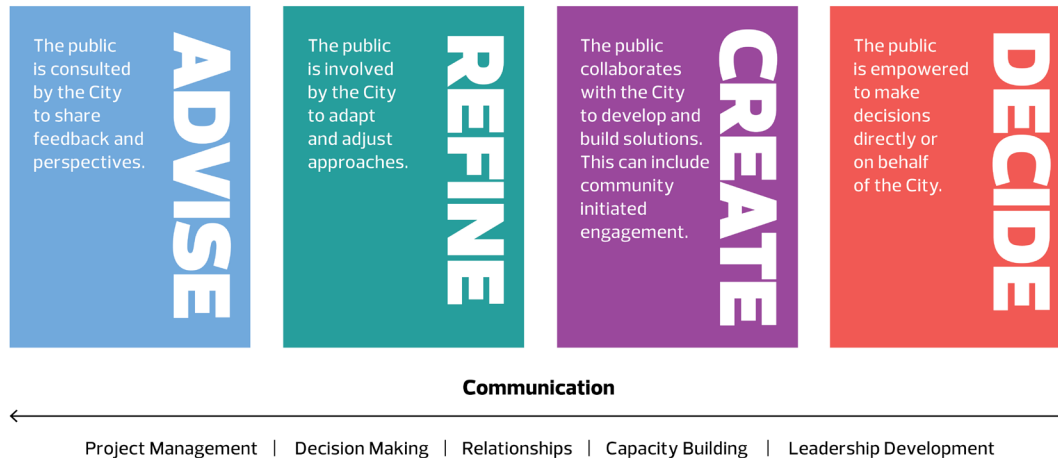 The public
is consulted
by the City
to share
feedback and
perspectives.
ADVISE
The public
is involved
by the City
to adapt
and adjust
approaches.
REFINE
The public
collaborates
with the City
to develop and
build solutions.
This can include
community
initiated
engagement.
CREATE
The public
is empowered
to make
decisions
directly or
on behalf
of the City.
DECIDE
Communication
Project Management | Decision Making | Relationships | Capacity Building | Leadership Development